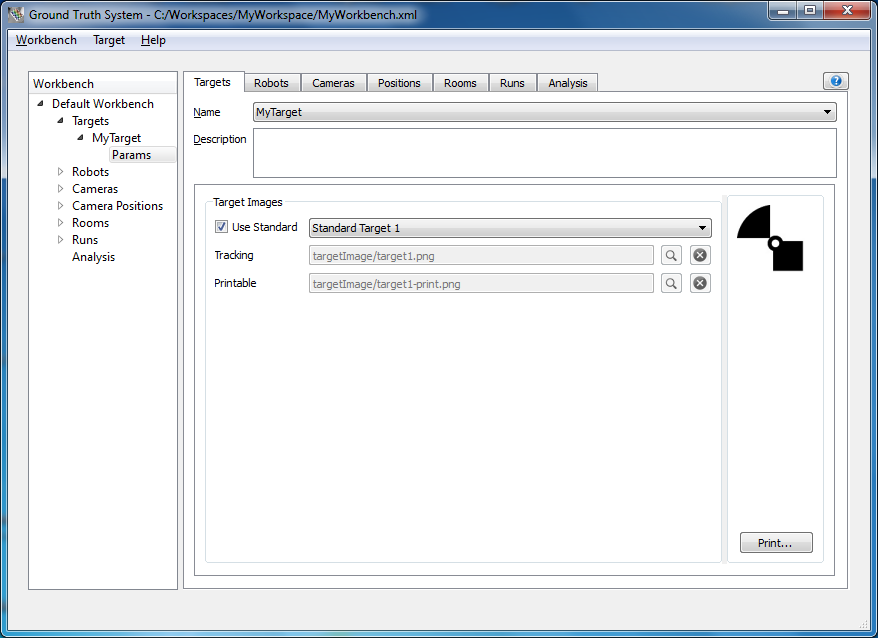 Ground Truth System - C:/Workspaces/MyWorkspace/MyWorkbench.xml
Workbench Target Help
Workbench
Default Workbench
Targets
MyTarget
Params
Robots
Cameras
Camera Positions
Rooms
Runs
Analysis
Targets Robots Cameras Positions Rooms Runs Analysis ?
Name MyTarget
Description
Target Images
Use Standard Standard Target 1
Tracking targetImage/target1.png
Printable targetImage/target1-print.png
Print...